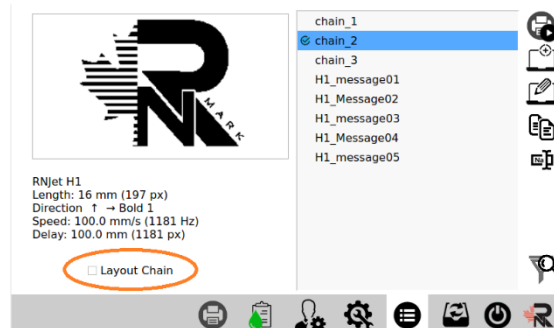 RN
MARK
RNJet H1
Length: 16 mm (197 px)
Direction ↑ → Bold 1
Speed: 100.0 mm/s (1181 Hz)
Delay: 100.0 mm (1181 px)
Layout Chain
chain_1
chain_2
chain_3
H1_message01
H1_Message02
H1_message03
H1_Message04
H1_message05
Na